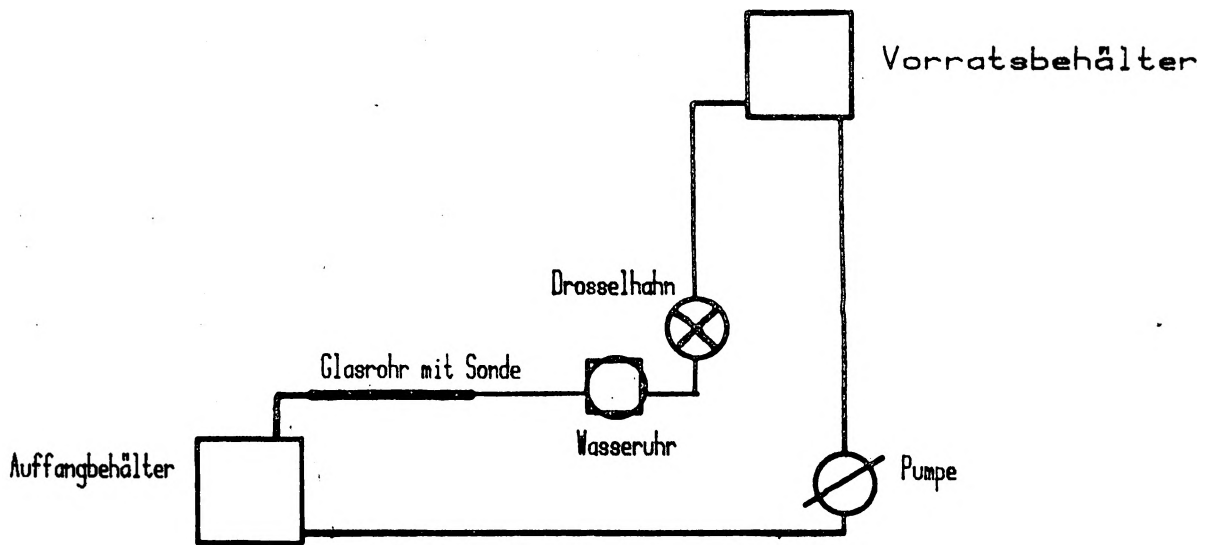 Vorratsbehälter
Drosselhahn
Glasrohr mit Sonde
Wasseruhr
Auffangbehälter
Pumpe